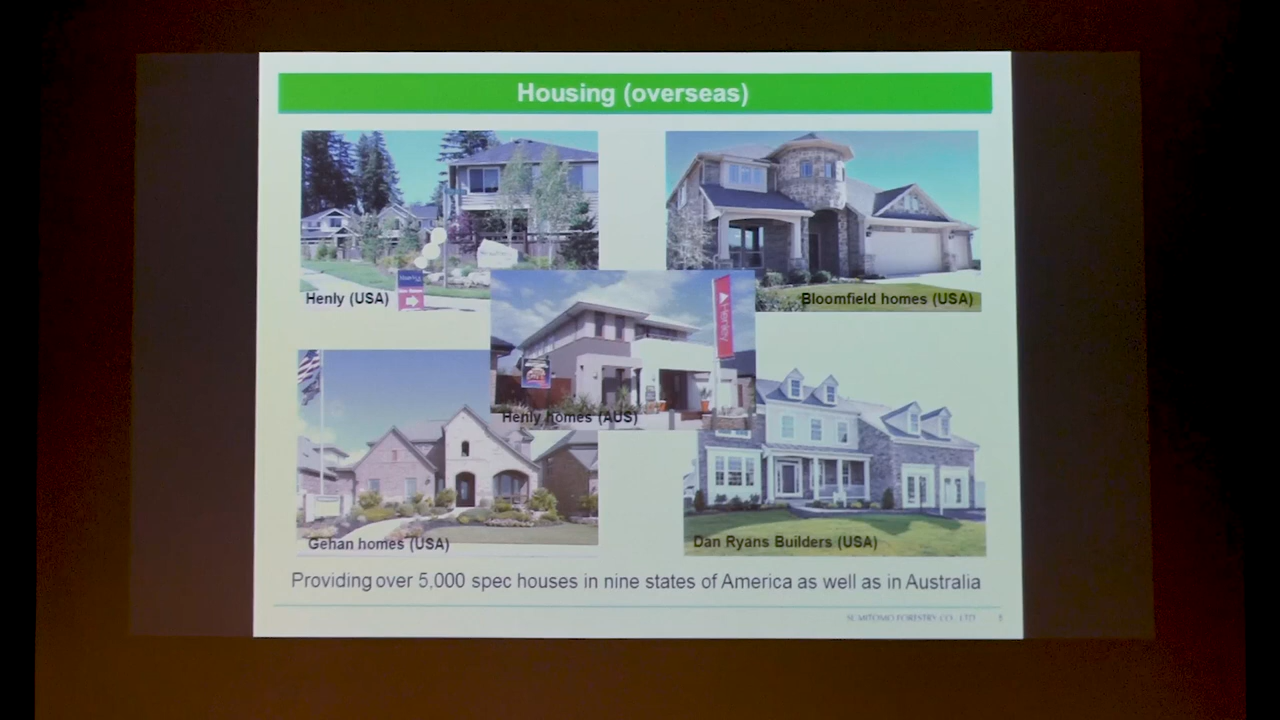 Housing (overseas)
Henly (USA)
Bloomfield homes (USA)
Henley
Henly homes (AUS)
Gehan homes (USA)
Dan Ryans Builders (USA)
Providing over 5,000 spec houses in nine states of America as well as in Australia
SUMITOMO FORESTRY CO., LTD